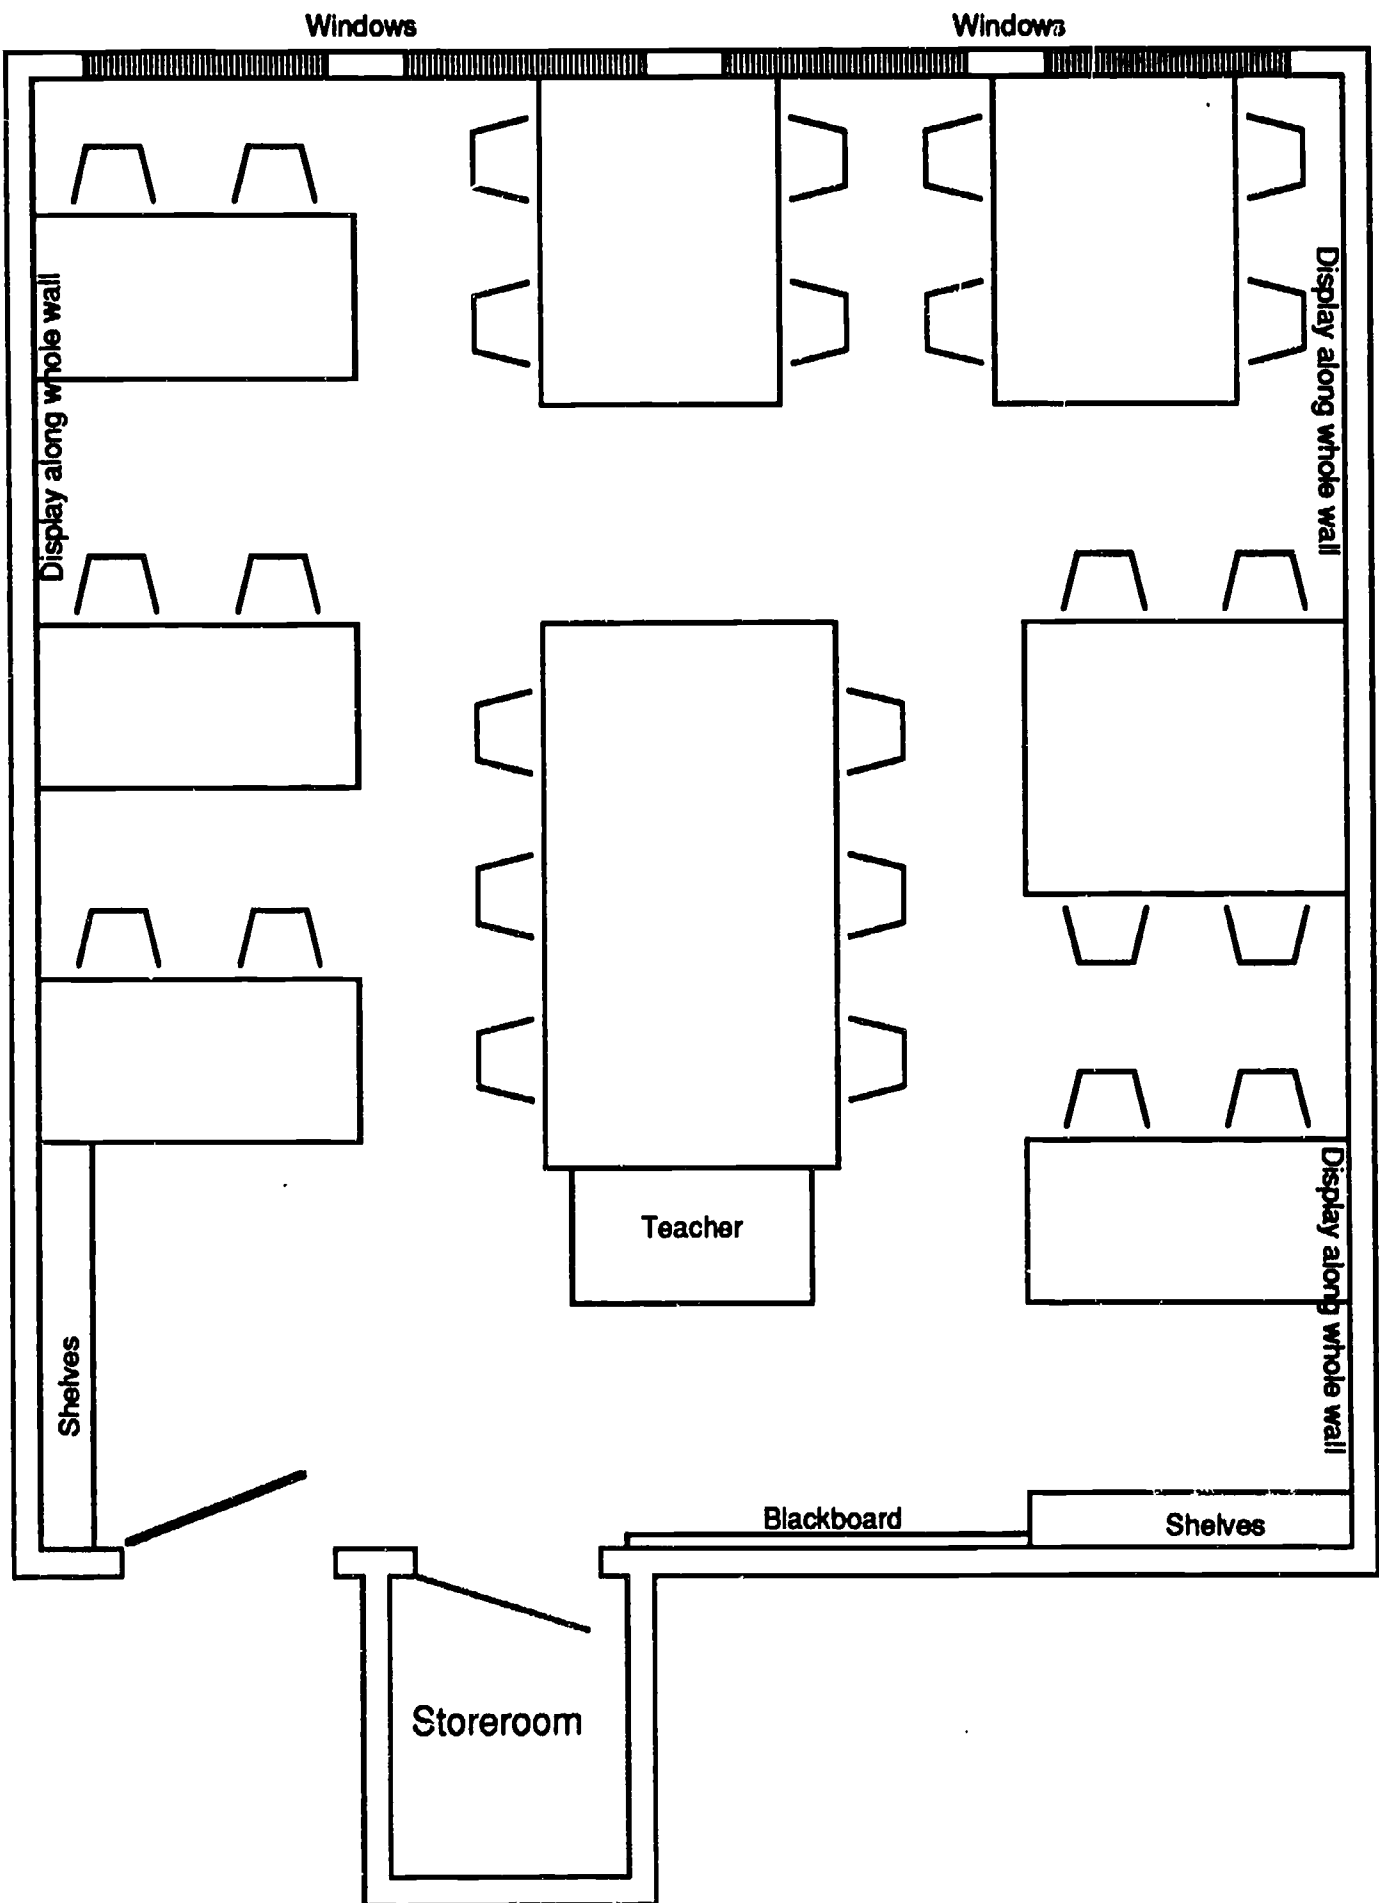 Windows
Windows
Display along whole wall
Display along whole wall
Teacher
Display along whole wall
Shelves
Blackboard
Shelves
Storeroom